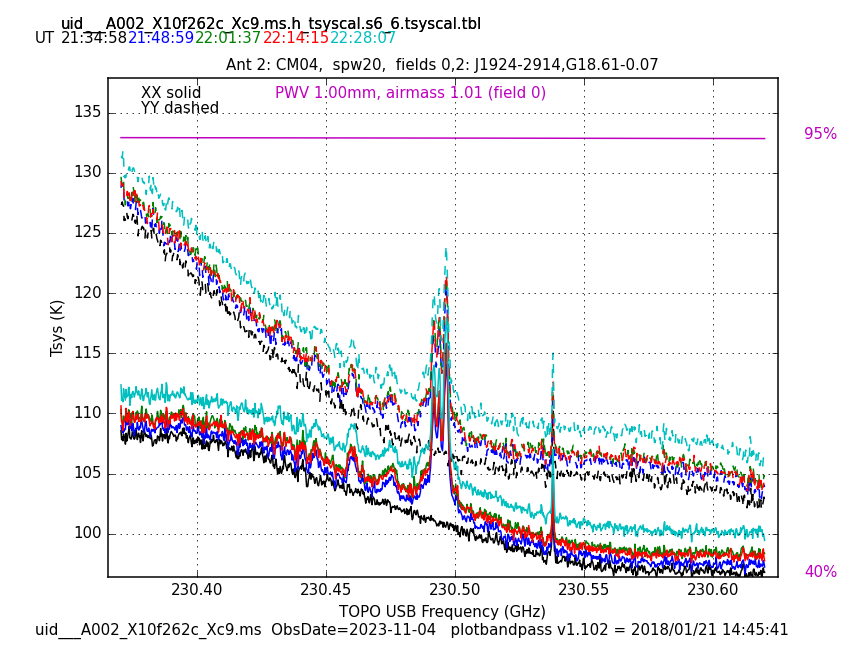 uid___A002_X10f262c_Xc9.ms.h_tsyscal.s6_6.tsyscal.tbl
UT 21:34:58 21:48:59 22:01:37 22:14:15 22:28:07
Ant 2: CM04, spw20, fields 0,2: J1924-2914,G18.61-0.07
XX solid PWV 1.00mm, airmass 1.01 (field 0)
YY dashed
135
95%
130
125
120
115
110
105
100
Tsys (K)
40%
230.40 230.45 230.50 230.55 230.60
TOPO USB Frequency (GHz)
uid___A002_X10f262c_Xc9.ms ObsDate=2023-11-04 plotbandpass v1.102 = 2018/01/21 14:45:41